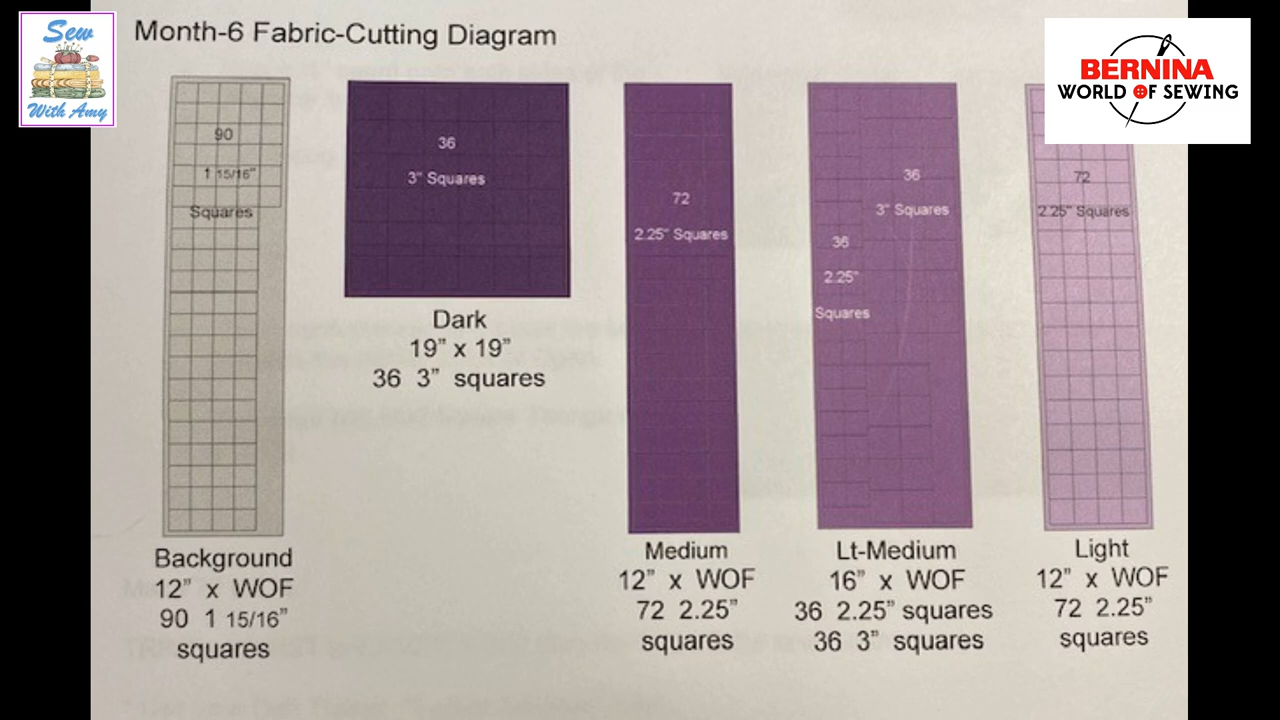 Sew
With Amy
Month-6 Fabric-Cutting Diagram
BERNINA
WORLD OF SEWING
90
1 15/16"
Squares
36
3" Squares
72
2.25" Squares
36
3" Squares
36
2.25"
Squares
72
2.25" Squares
Dark
19” x 19”
36 3” squares
Background
12” x WOF
90 1 15/16”
squares
Medium
12” x WOF
72 2.25”
squares
Lt-Medium
16” x WOF
36 2.25” squares
36 3” squares
Light
12” x WOF
72 2.25”
squares